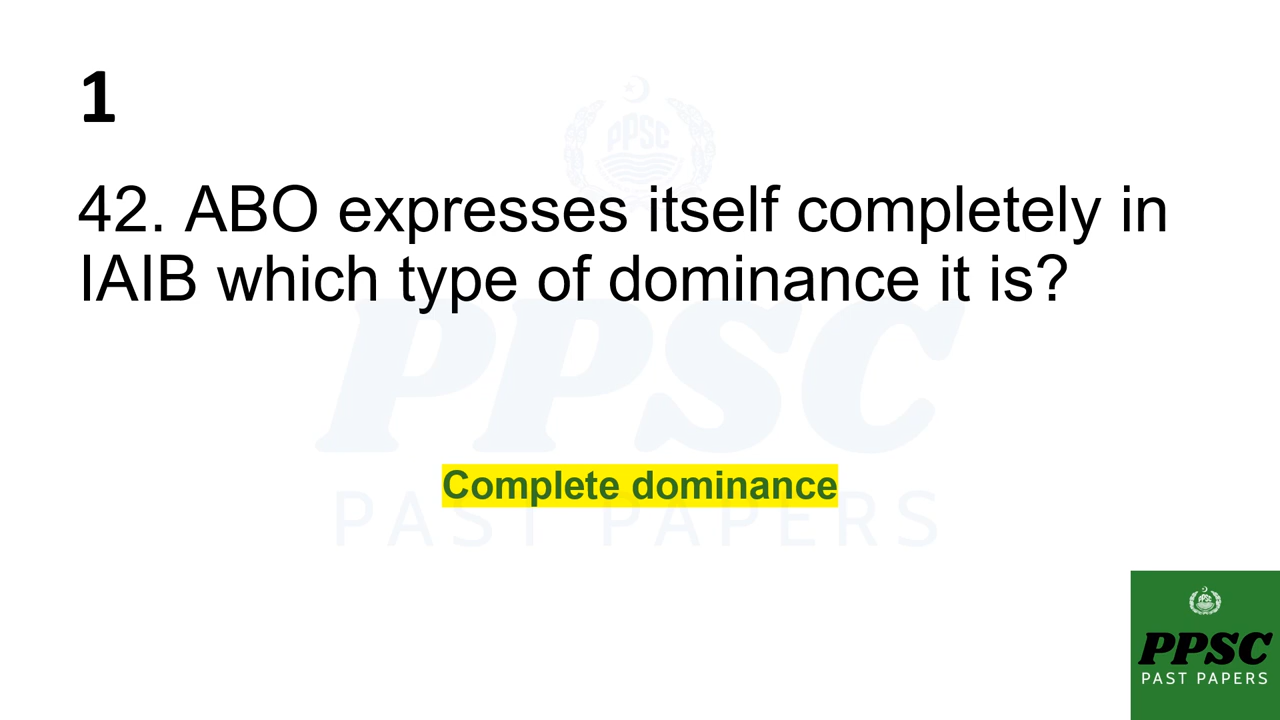 1
PPSC
42. ABO expresses itself completely in
IAIB which type of dominance it is?
PPSC
Complete dominance
PAST PAPERS
PPSC
PAST PAPERS